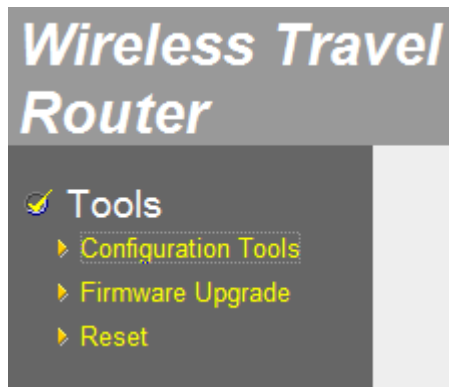 Wireless Travel
Router
Tools
Configuration Tools
Firmware Upgrade
Reset